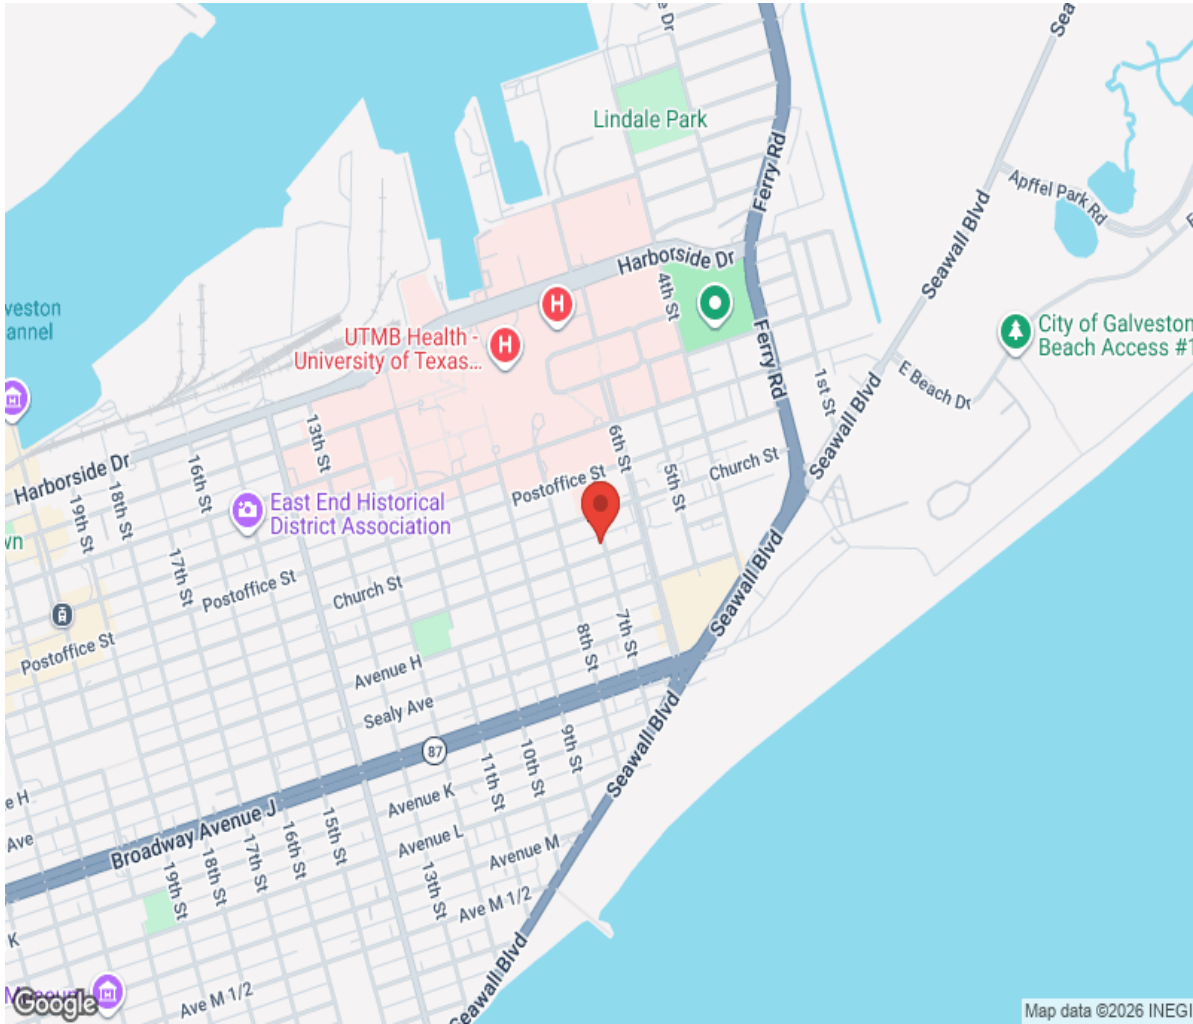 e Dr
Seawall Blvd
Lindale Park
Ferry Rd
Apffel Park Rd
Seawall Blvd
Harborside Dr
4th St
veston
annel
UTMB Health -
University of Texas...
H
H
City of Galveston
Beach Access #1
Ferry Rd
1st St
E Beach Dr
Seawall Blvd
13th St
6th St
5th St
Church St
Harborside Dr
16th St
18th St
19th St
Postoffice St
East End Historical
District Association
wn
17th St
Postoffice St
Church St
Seawall Blvd
Postoffice St
7th St
8th St
Avenue H
Sealy Ave
87
9th St
10th St
11th St
Seawall Blvd
e H
Ave
Avenue K
Broadway Avenue J
15th St
16th St
17th St
18th St
19th St
Avenue L
Avenue M
13th St
Ave M 1/2
K
Seawall Blvd
Ave M 1/2
Google
Map data ©2026 INEGI